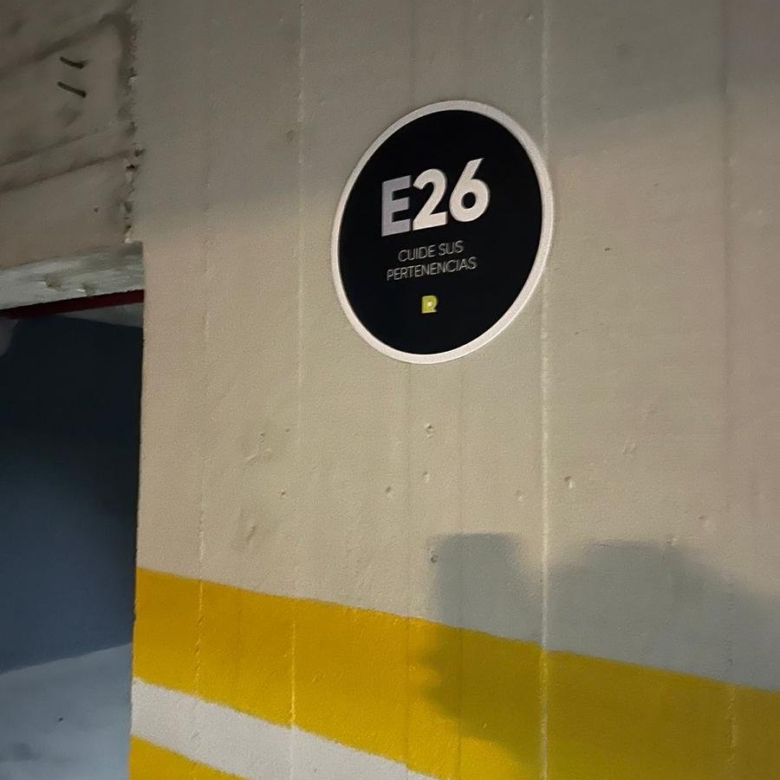 E26
CUIDE SUS
PERTENENCIAS
R